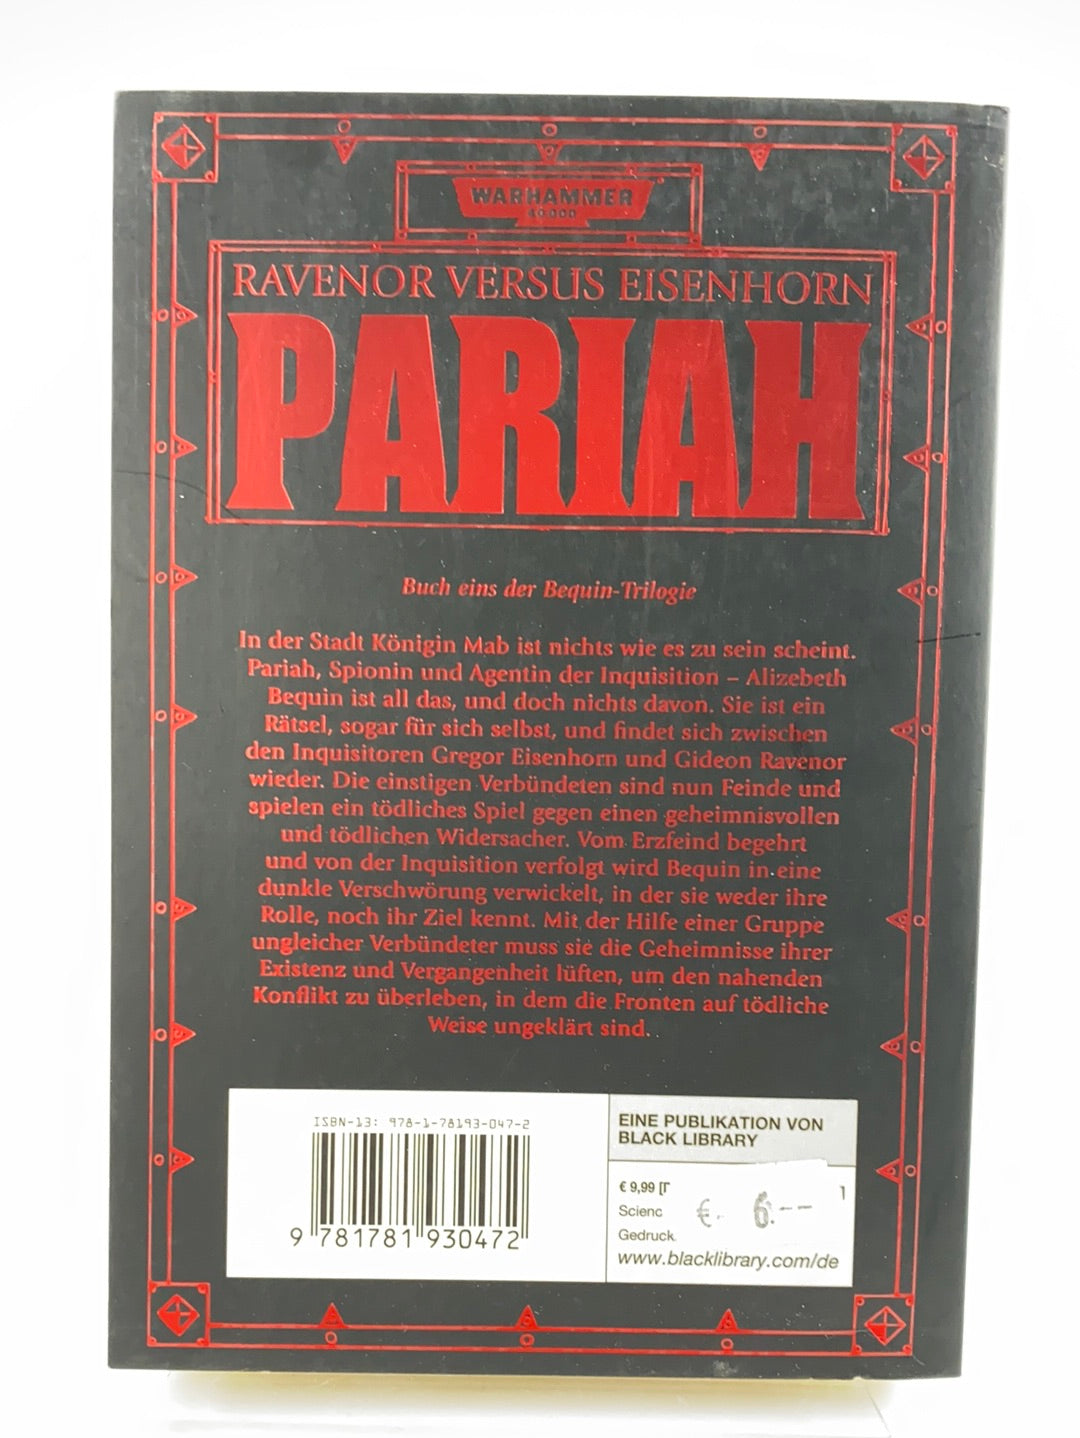 WARHAMMER
40,000
RAVENOR VERSUS EISENHORN
PARIAH
Buch eins der Bequin-Trilogie
In der Stadt Königin Mab ist nichts wie es zu sein scheint.
Pariah, Spionin und Agentin der Inquisition – Alizebeth
Bequin ist all das, und doch nichts davon. Sie ist ein
Rätsel, sogar für sich selbst, und findet sich zwischen
den Inquisitoren Gregor Eisenhorn und Gideon Ravenor
wieder. Die einstigen Verbündeten sind nun Feinde und
spielen ein tödliches Spiel gegen einen geheimnisvollen
und tödlichen Widersacher. Vom Erzfeind begehrt
und von der Inquisition verfolgt wird Bequin in eine
dunkle Verschwörung verwickelt, in der sie weder ihre
Rolle, noch ihr Ziel kennt. Mit der Hilfe einer Gruppe
ungleicher Verbündeter muss sie die Geheimnisse ihrer
Existenz und Vergangenheit lüften, um den nahenden
Konflikt zu überleben, in dem die Fronten auf tödliche
Weise ungeklärt sind.
ISBN-13: 978-1-78193-047-2
9 781781 930472
EINE PUBLIKATION VON
BLACK LIBRARY
€ 9,99
Scienc
Gedruck
€. 6.--
www.blacklibrary.com/de